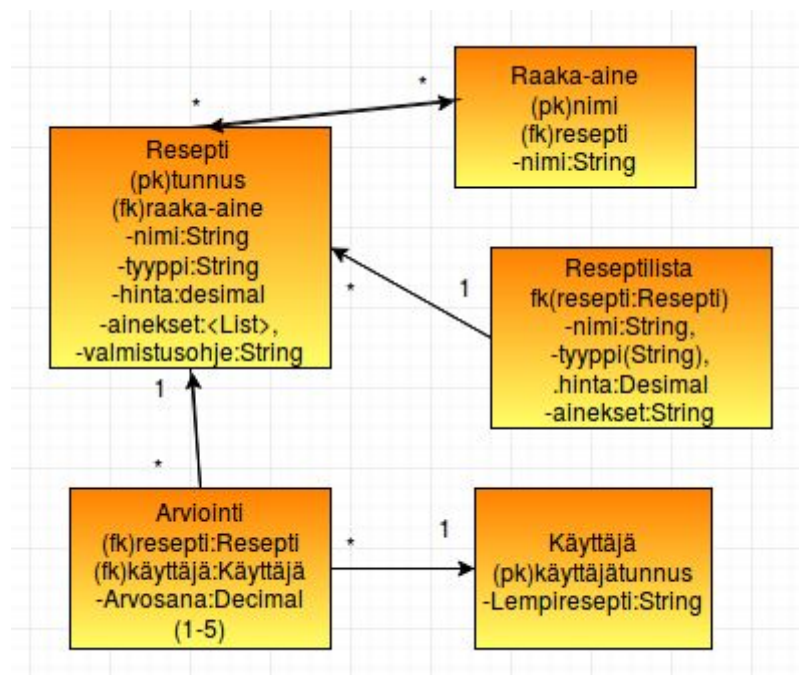 *
*
Raaka-aine
(pk)nimi
(fk)resepti
-nimi:String
Resepti
(pk)tunnus
(fk)raaka-aine
-nimi:String
-tyyppi:String
-hinta:desimal
-ainekset:<List>,
-valmistusohje:String
*
1
Reseptilista
fk(resepti:Resepti)
-nimi:String,
-tyyppi(String),
.hinta:Desimal
-ainekset:String
1
*
Arviointi
(fk)resepti:Resepti
(fk)käyttäjä:Käyttäjä
-Arvosana:Decimal
(1-5)
*
1
Käyttäjä
(pk)käyttäjätunnus
-Lempiresepti:String